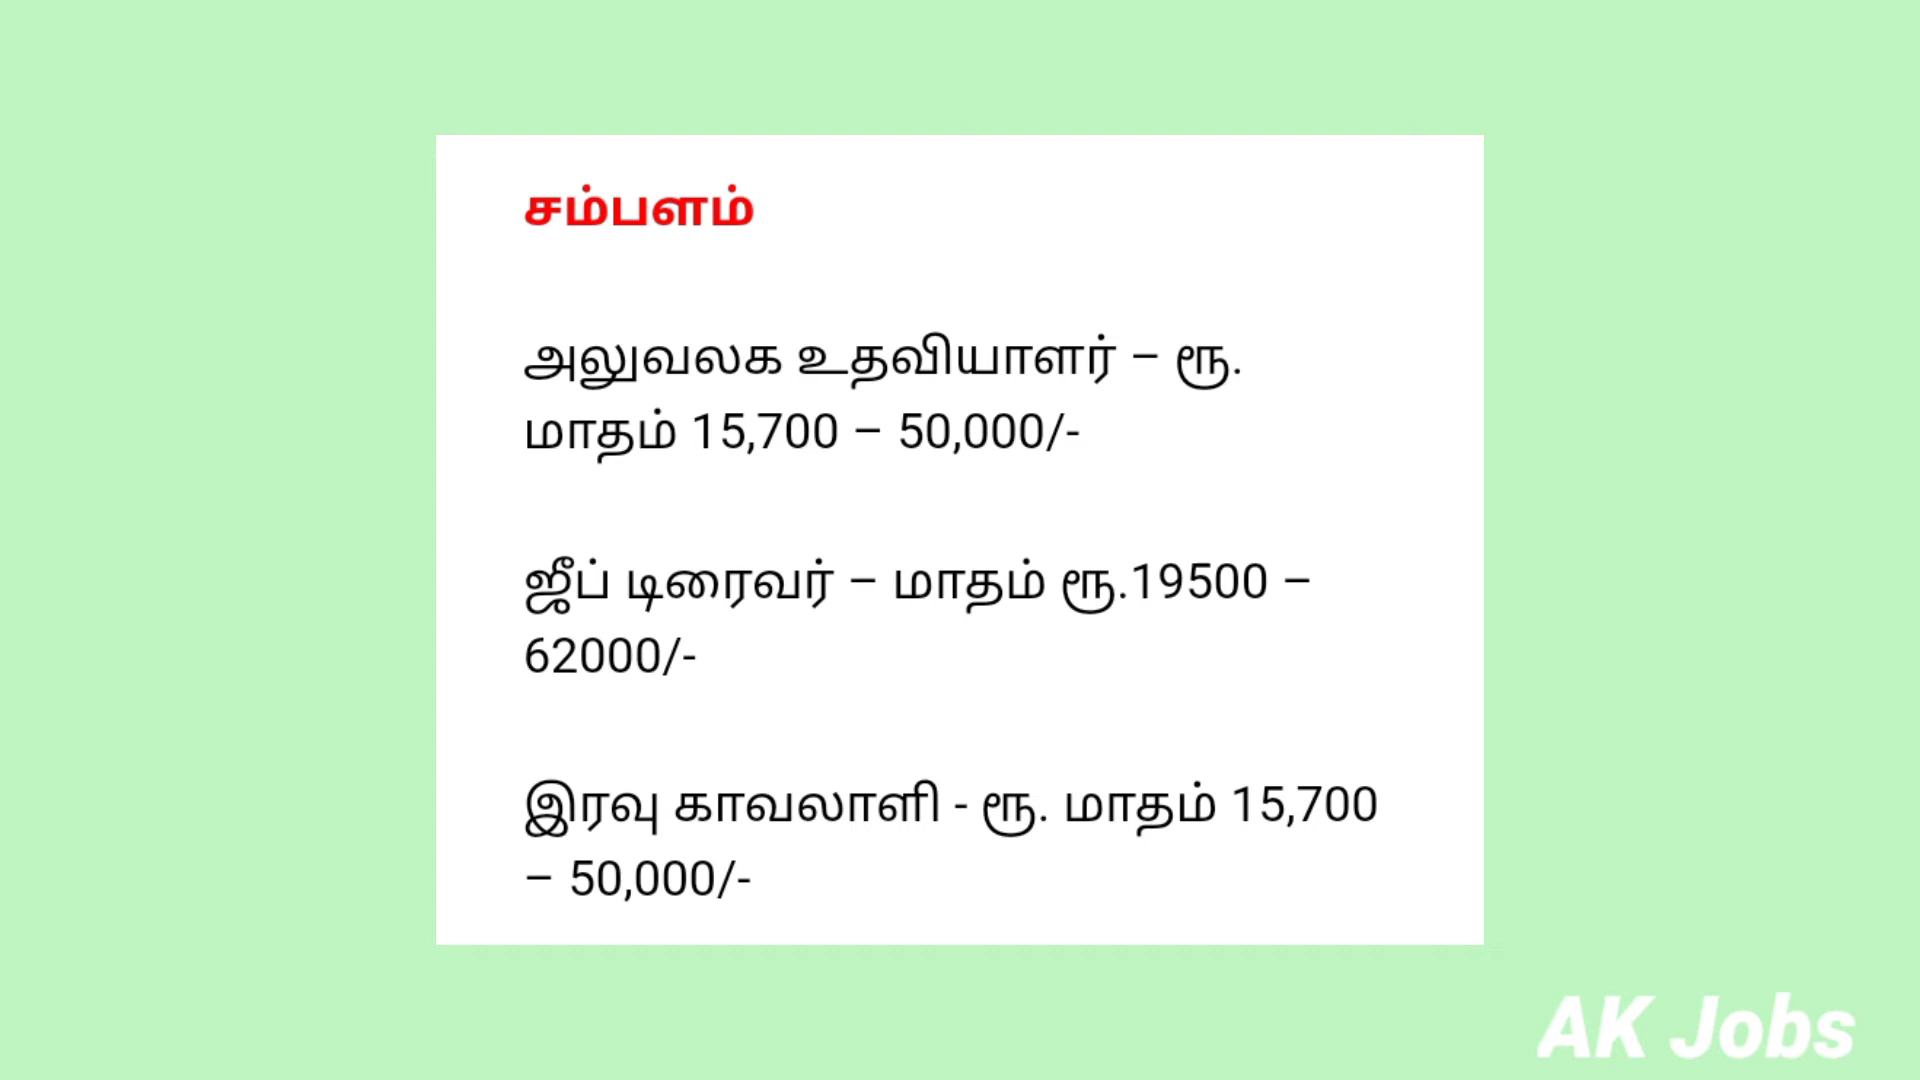 சம்பளம்
அலுவலக உதவியாளர் – ரூ.
மாதம் 15,700 – 50,000/-
ஜீப் டிரைவர் – மாதம் ரூ.19500 –
62000/-
இரவு காவலாளி - ரூ. மாதம் 15,700
– 50,000/-
AK Jobs